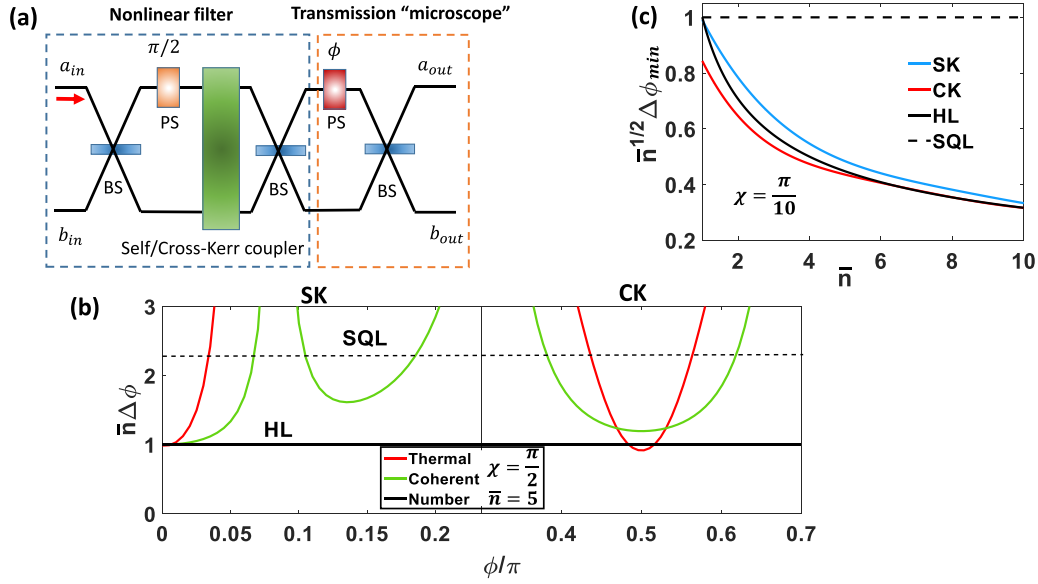 (a)
Nonlinear filter
Transmission “microscope”
a_in
π/2
ϕ
a_out
PS
PS
BS
BS
BS
b_in
b_out
Self/Cross-Kerr coupler
(c)
n̄^{1/2} Δϕ_min
1
0.8
0.6
0.4
0.2
SK
CK
HL
SQL
χ = π/10
2
4
6
8
10
n̄
(b)
SK
CK
n̄Δϕ
3
2
1
0
SQL
HL
Thermal
Coherent
Number
χ = π/2
n̄ = 5
0
0.05
0.1
0.15
0.2
0.4
0.5
0.6
0.7
ϕ/π